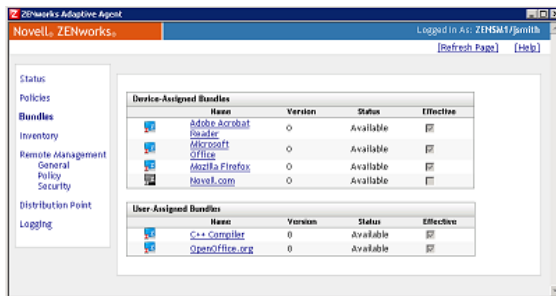 ZENworks Adaptive Agent
Novell® ZENworks®
Logged In As: ZENSM1/jsmith
[Refresh Page] [Help]
Status
Policies
Bundles
Inventory
Remote Management
General
Policy
Security
Distribution Point
Logging
Device-Assigned Bundles
Name Version Status Effective
Adobe Acrobat
Reader 0 Available
Microsoft
Office 0 Available
Mozilla Firefox 0 Available
Novell.com 0 Available
User-Assigned Bundles
Name Version Status Effective
C++ Compiler 0 Available
OpenOffice.org 0 Available